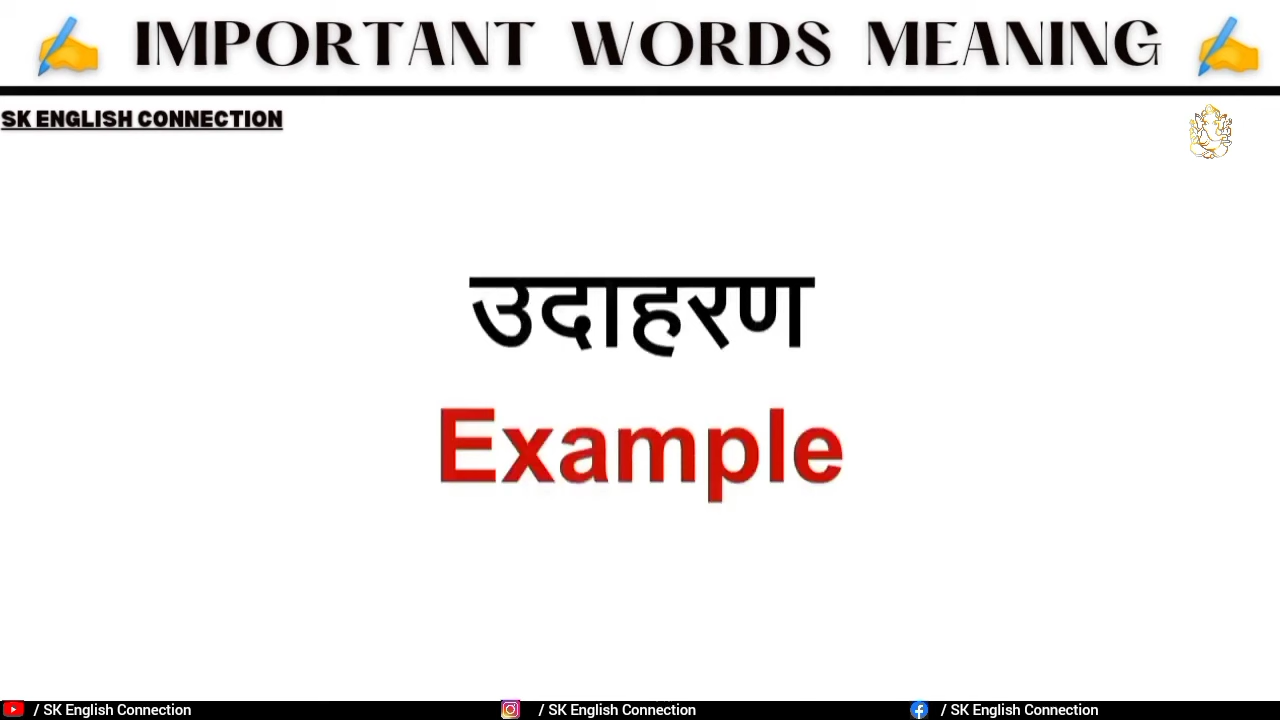 ✍ IMPORTANT WORDS MEANING ✍
SK ENGLISH CONNECTION
उदाहरण
Example
/ SK English Connection / SK English Connection / SK English Connection